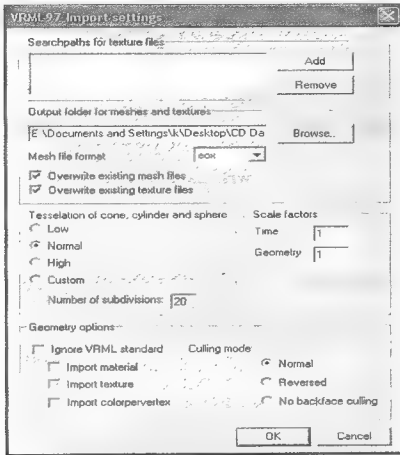 VRML 97 Import settings
Searchpaths for texture files
Add
Remove
Output folder for meshes and textures
E:\Documents and Settings\k\Desktop\CD Da
Browse..
Mesh file format
eox
Overwrite existing mesh files
Overwrite existing texture files
Tesselation of cone, cylinder and sphere
Scale factors
Low
Time
1
Normal
Geometry
1
High
Custom
Number of subdivisions:
20
Geometry options
Ignore VRML standard
Culling mode
Import material
Normal
Import texture
Reversed
Import colorpervertex
No backface culling
OK
Cancel